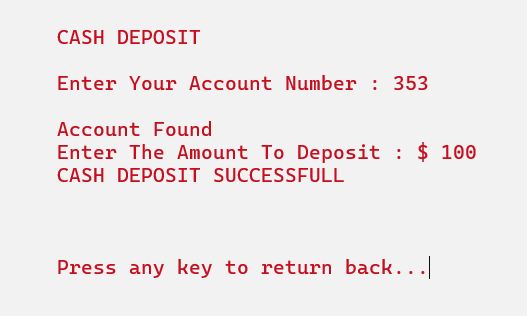 CASH DEPOSIT
Enter Your Account Number : 353
Account Found
Enter The Amount To Deposit : $ 100
CASH DEPOSIT SUCCESSFULL
Press any key to return back...